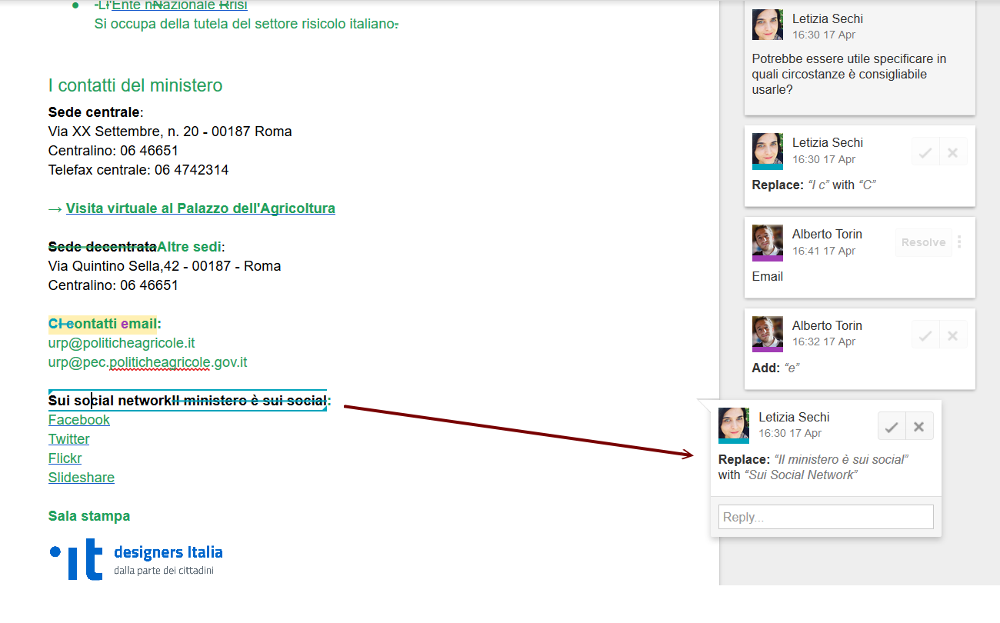 -Ll'Ente nNazionale Rrisi
Si occupa della tutela del settore risicolo italiano.
I contatti del ministero
Sede centrale:
Via XX Settembre, n. 20 - 00187 Roma
Centralino: 06 46651
Telefax centrale: 06 4742314
→ Visita virtuale al Palazzo dell'Agricoltura
Sede decentrataAltre sedi:
Via Quintino Sella,42 - 00187 - Roma
Centralino: 06 46651
CI contatti email:
urp@politicheagricole.it
urp@pec.politicheagricole.gov.it
Sui social networkIl ministero è sui social:
Facebook
Twitter
Flickr
Slideshare
Sala stampa
designers Italia
dalla parte dei cittadini
Letizia Sechi
16:30 17 Apr
Potrebbe essere utile specificare in
quali circostanze è consigliabile
usarle?
Letizia Sechi
16:30 17 Apr
Replace: “I c” with “C”
Alberto Torin
16:41 17 Apr
Resolve
Email
Alberto Torin
16:32 17 Apr
Add: “e”
Letizia Sechi
16:30 17 Apr
Replace: “Il ministero è sui social”
with “Sui Social Network”
Reply...